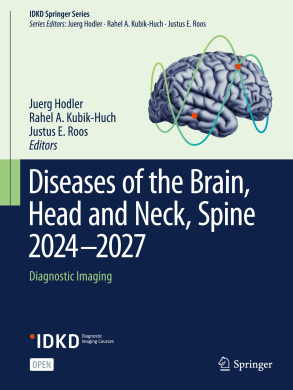 IDKD Springer Series
Series Editors: Juerg Hodler · Rahel A. Kubik-Huch · Justus E. Roos
Juerg Hodler
Rahel A. Kubik-Huch
Justus E. Roos
Editors
Diseases of the Brain,
Head and Neck, Spine
2024–2027
Diagnostic Imaging
IDKD
Diagnostic
Imaging Courses
OPEN
Springer